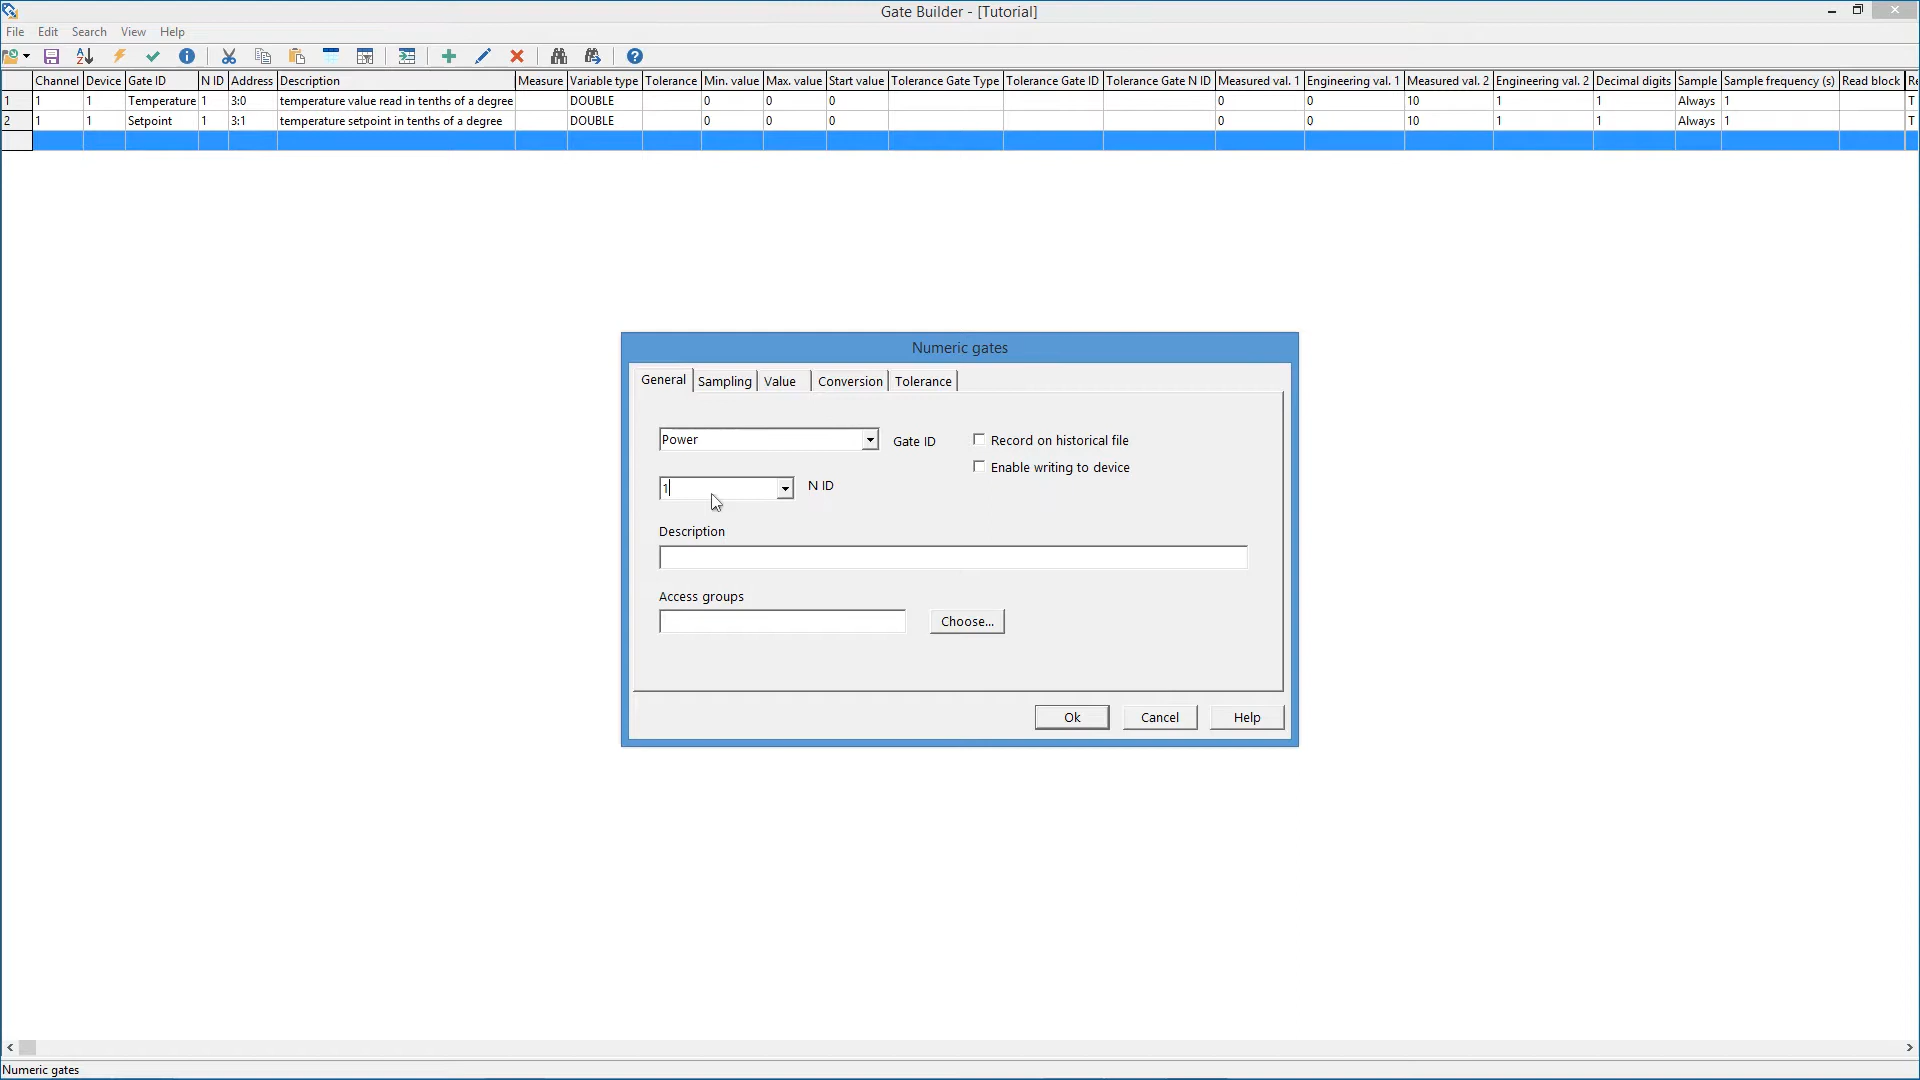 Gate Builder - [Tutorial]
File Edit Search View Help
Channel Device Gate ID N ID Address Description Measure Variable type Tolerance Min. value Max. value Start value Tolerance Gate Type Tolerance Gate ID Tolerance Gate N ID Measured val. 1 Engineering val. 1 Measured val. 2 Engineering val. 2 Decimal digits Sample Sample frequency (s) Read block Re
1 1 1 Temperature 1 3:0 temperature value read in tenths of a degree DOUBLE 0 0 0 0 0 10 1 1 Always 1 T
2 1 1 Setpoint 1 3:1 temperature setpoint in tenths of a degree DOUBLE 0 0 0 0 0 10 1 1 Always 1 T
Numeric gates
General Sampling Value Conversion Tolerance
Power Gate ID Record on historical file
Enable writing to device
1 N ID
Description
Access groups
Choose...
Ok Cancel Help
Numeric gates